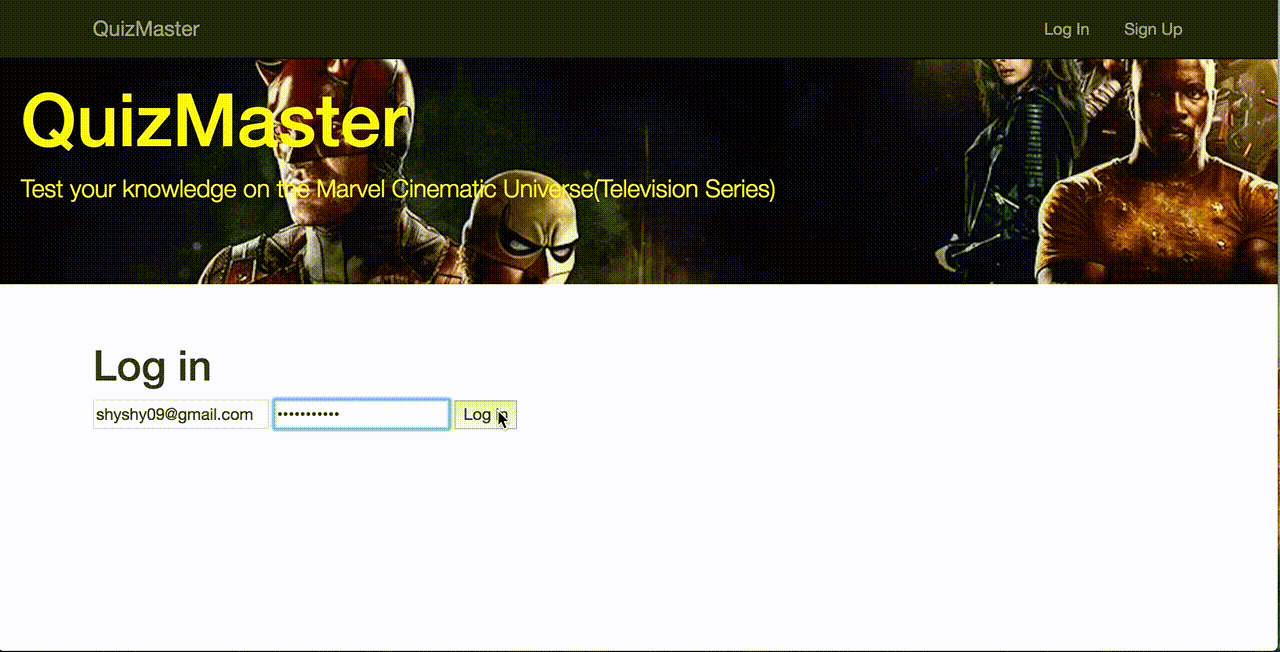 QuizMaster Log In Sign Up
QuizMaster
Test your knowledge on the Marvel Cinematic Universe(Television Series)
Log in
shyshy09@gmail.com ••••••••••• Log in